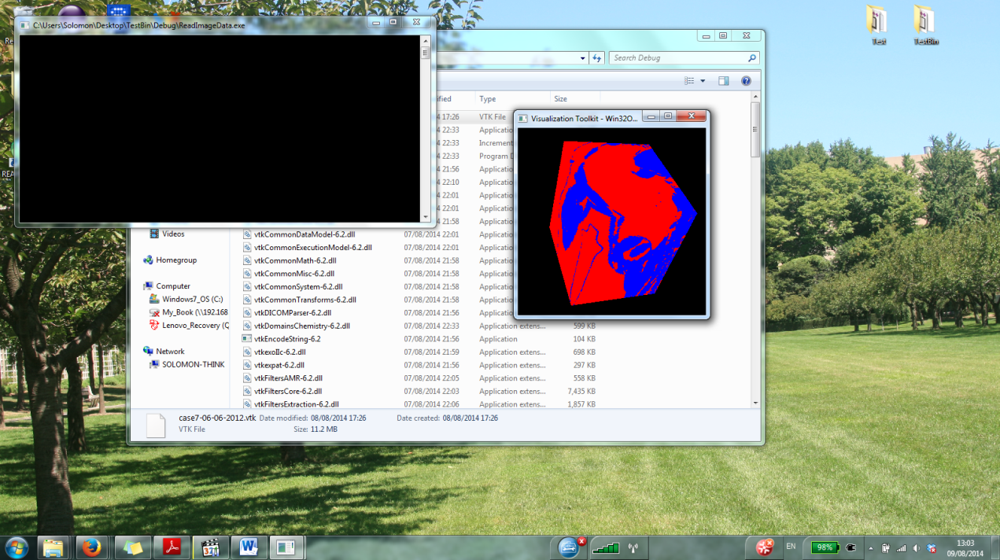 C:\Users\Solomon\Desktop\TestBin\Debug\ReadImageData.exe
Test
TestBin
Search Debug
ified Type Size
17:26 VTK File
4 22:33 Applicatio
4 22:33 Increment
4 22:33 Program D
4 21:56 Applicatio
4 22:10 Applicatio
4 22:01 Applicatio
4 22:01 Applicatio
4 21:58 Applicatio
Visualization Toolkit - Win32O...
Videos
Homegroup
Computer
Windows7_OS (C:)
My_Book (\\192.168
Lenovo_Recovery (Q
Network
SOLOMON-THINK
vtkCommonDataModel-6.2.dll 07/08/2014 22:01 Applicatio
vtkCommonExecutionModel-6.2.dll 07/08/2014 22:01 Applicatio
vtkCommonMath-6.2.dll 07/08/2014 21:58 Applicatio
vtkCommonMisc-6.2.dll 07/08/2014 21:58 Applicatio
vtkCommonSystem-6.2.dll 07/08/2014 21:58 Applicatio
vtkCommonTransforms-6.2.dll 07/08/2014 21:58 Applicatio
vtkDICOMParser-6.2.dll 07/08/2014 21:56 Applicatio
vtkDomainsChemistry-6.2.dll 07/08/2014 22:33 Application extens... 599 KB
vtkEncodeString-6.2 07/08/2014 21:56 Application 104 KB
vtkexoIIc-6.2.dll 07/08/2014 21:59 Application extens... 698 KB
vtkexpat-6.2.dll 07/08/2014 21:56 Application extens... 297 KB
vtkFiltersAMR-6.2.dll 07/08/2014 22:05 Application extens... 558 KB
vtkFiltersCore-6.2.dll 07/08/2014 22:03 Application extens... 7,435 KB
vtkFiltersExtraction-6.2.dll 07/08/2014 22:06 Application extens... 1,857 KB
case7-06-06-2012.vtk Date modified: 08/08/2014 17:26 Date created: 08/08/2014 17:26
VTK File Size: 11.2 MB
EN
98%
13:03
09/08/2014